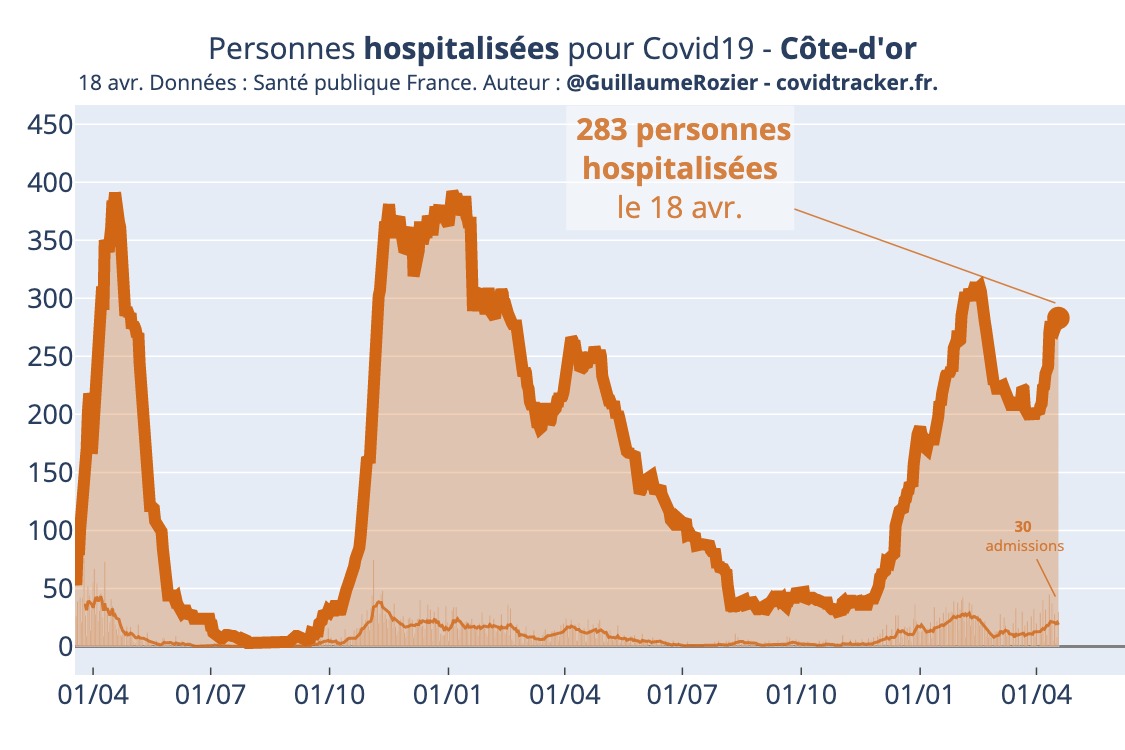 Personnes hospitalisées pour Covid19 - Côte-d'or
18 avr. Données : Santé publique France. Auteur : @GuillaumeRozier - covidtracker.fr.
283 personnes
hospitalisées
le 18 avr.
450
400
350
300
250
200
150
100
50
0
30
admissions
01/04 01/07 01/10 01/01 01/04 01/07 01/10 01/01 01/04